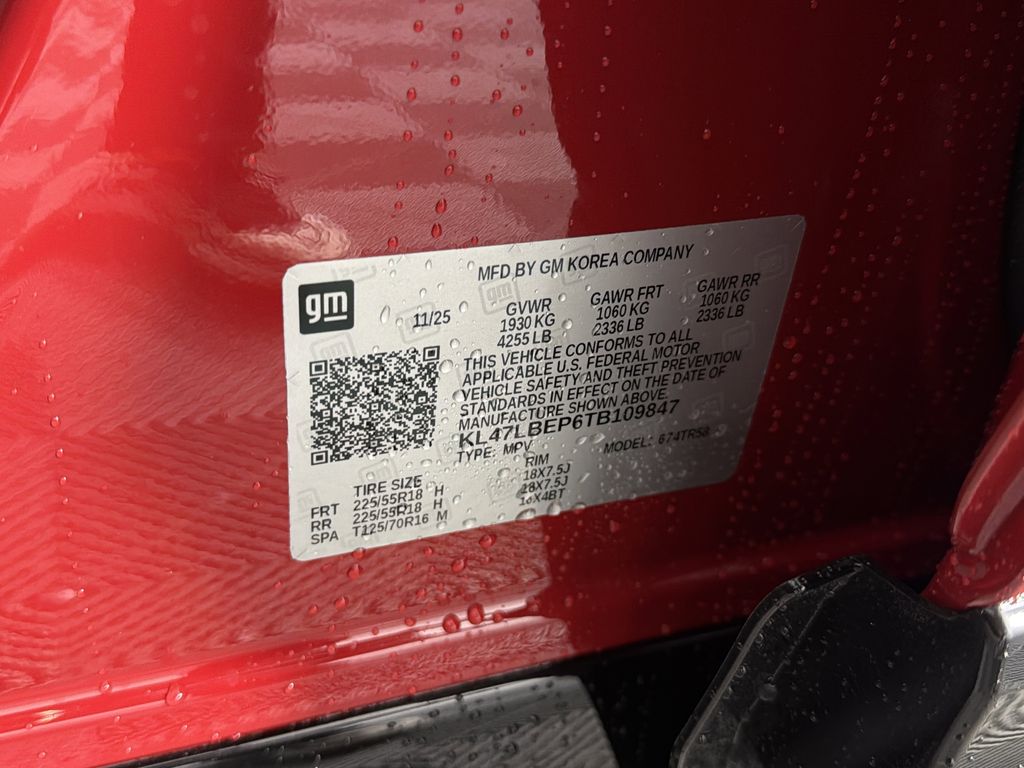 MFD BY GM KOREA COMPANY
gm
11/25
GVWR GAWR FRT GAWR RR
1930 KG 1060 KG 1060 KG
4255 LB 2336 LB 2336 LB
THIS VEHICLE CONFORMS TO ALL
APPLICABLE U.S. FEDERAL MOTOR
VEHICLE SAFETY AND THEFT PREVENTION
STANDARDS IN EFFECT ON THE DATE OF
MANUFACTURE SHOWN ABOVE.
KL47LBEP6TB109847
TYPE: MPV MODEL: 674TR58
TIRE SIZE RIM
FRT 225/55R18 H 18X7.5J
RR 225/55R18 H 18X7.5J
SPA T125/70R16 M 16X4BT